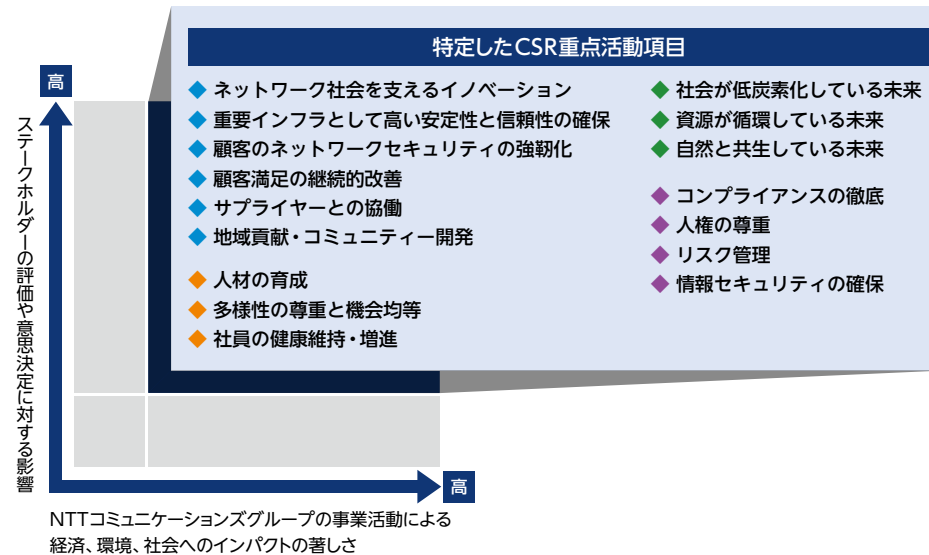 特定したCSR重点活動項目
高
ステークホルダーの評価や意思決定に対する影響
◆ ネットワーク社会を支えるイノベーション
◆ 重要インフラとして高い安定性と信頼性の確保
◆ 顧客のネットワークセキュリティの強靭化
◆ 顧客満足の継続的改善
◆ サプライヤーとの協働
◆ 地域貢献・コミュニティー開発
◆ 人材の育成
◆ 多様性の尊重と機会均等
◆ 社員の健康維持・増進
◆ 社会が低炭素化している未来
◆ 資源が循環している未来
◆ 自然と共生している未来
◆ コンプライアンスの徹底
◆ 人権の尊重
◆ リスク管理
◆ 情報セキュリティの確保
高
NTTコミュニケーションズグループの事業活動による
経済、環境、社会へのインパクトの著しさ